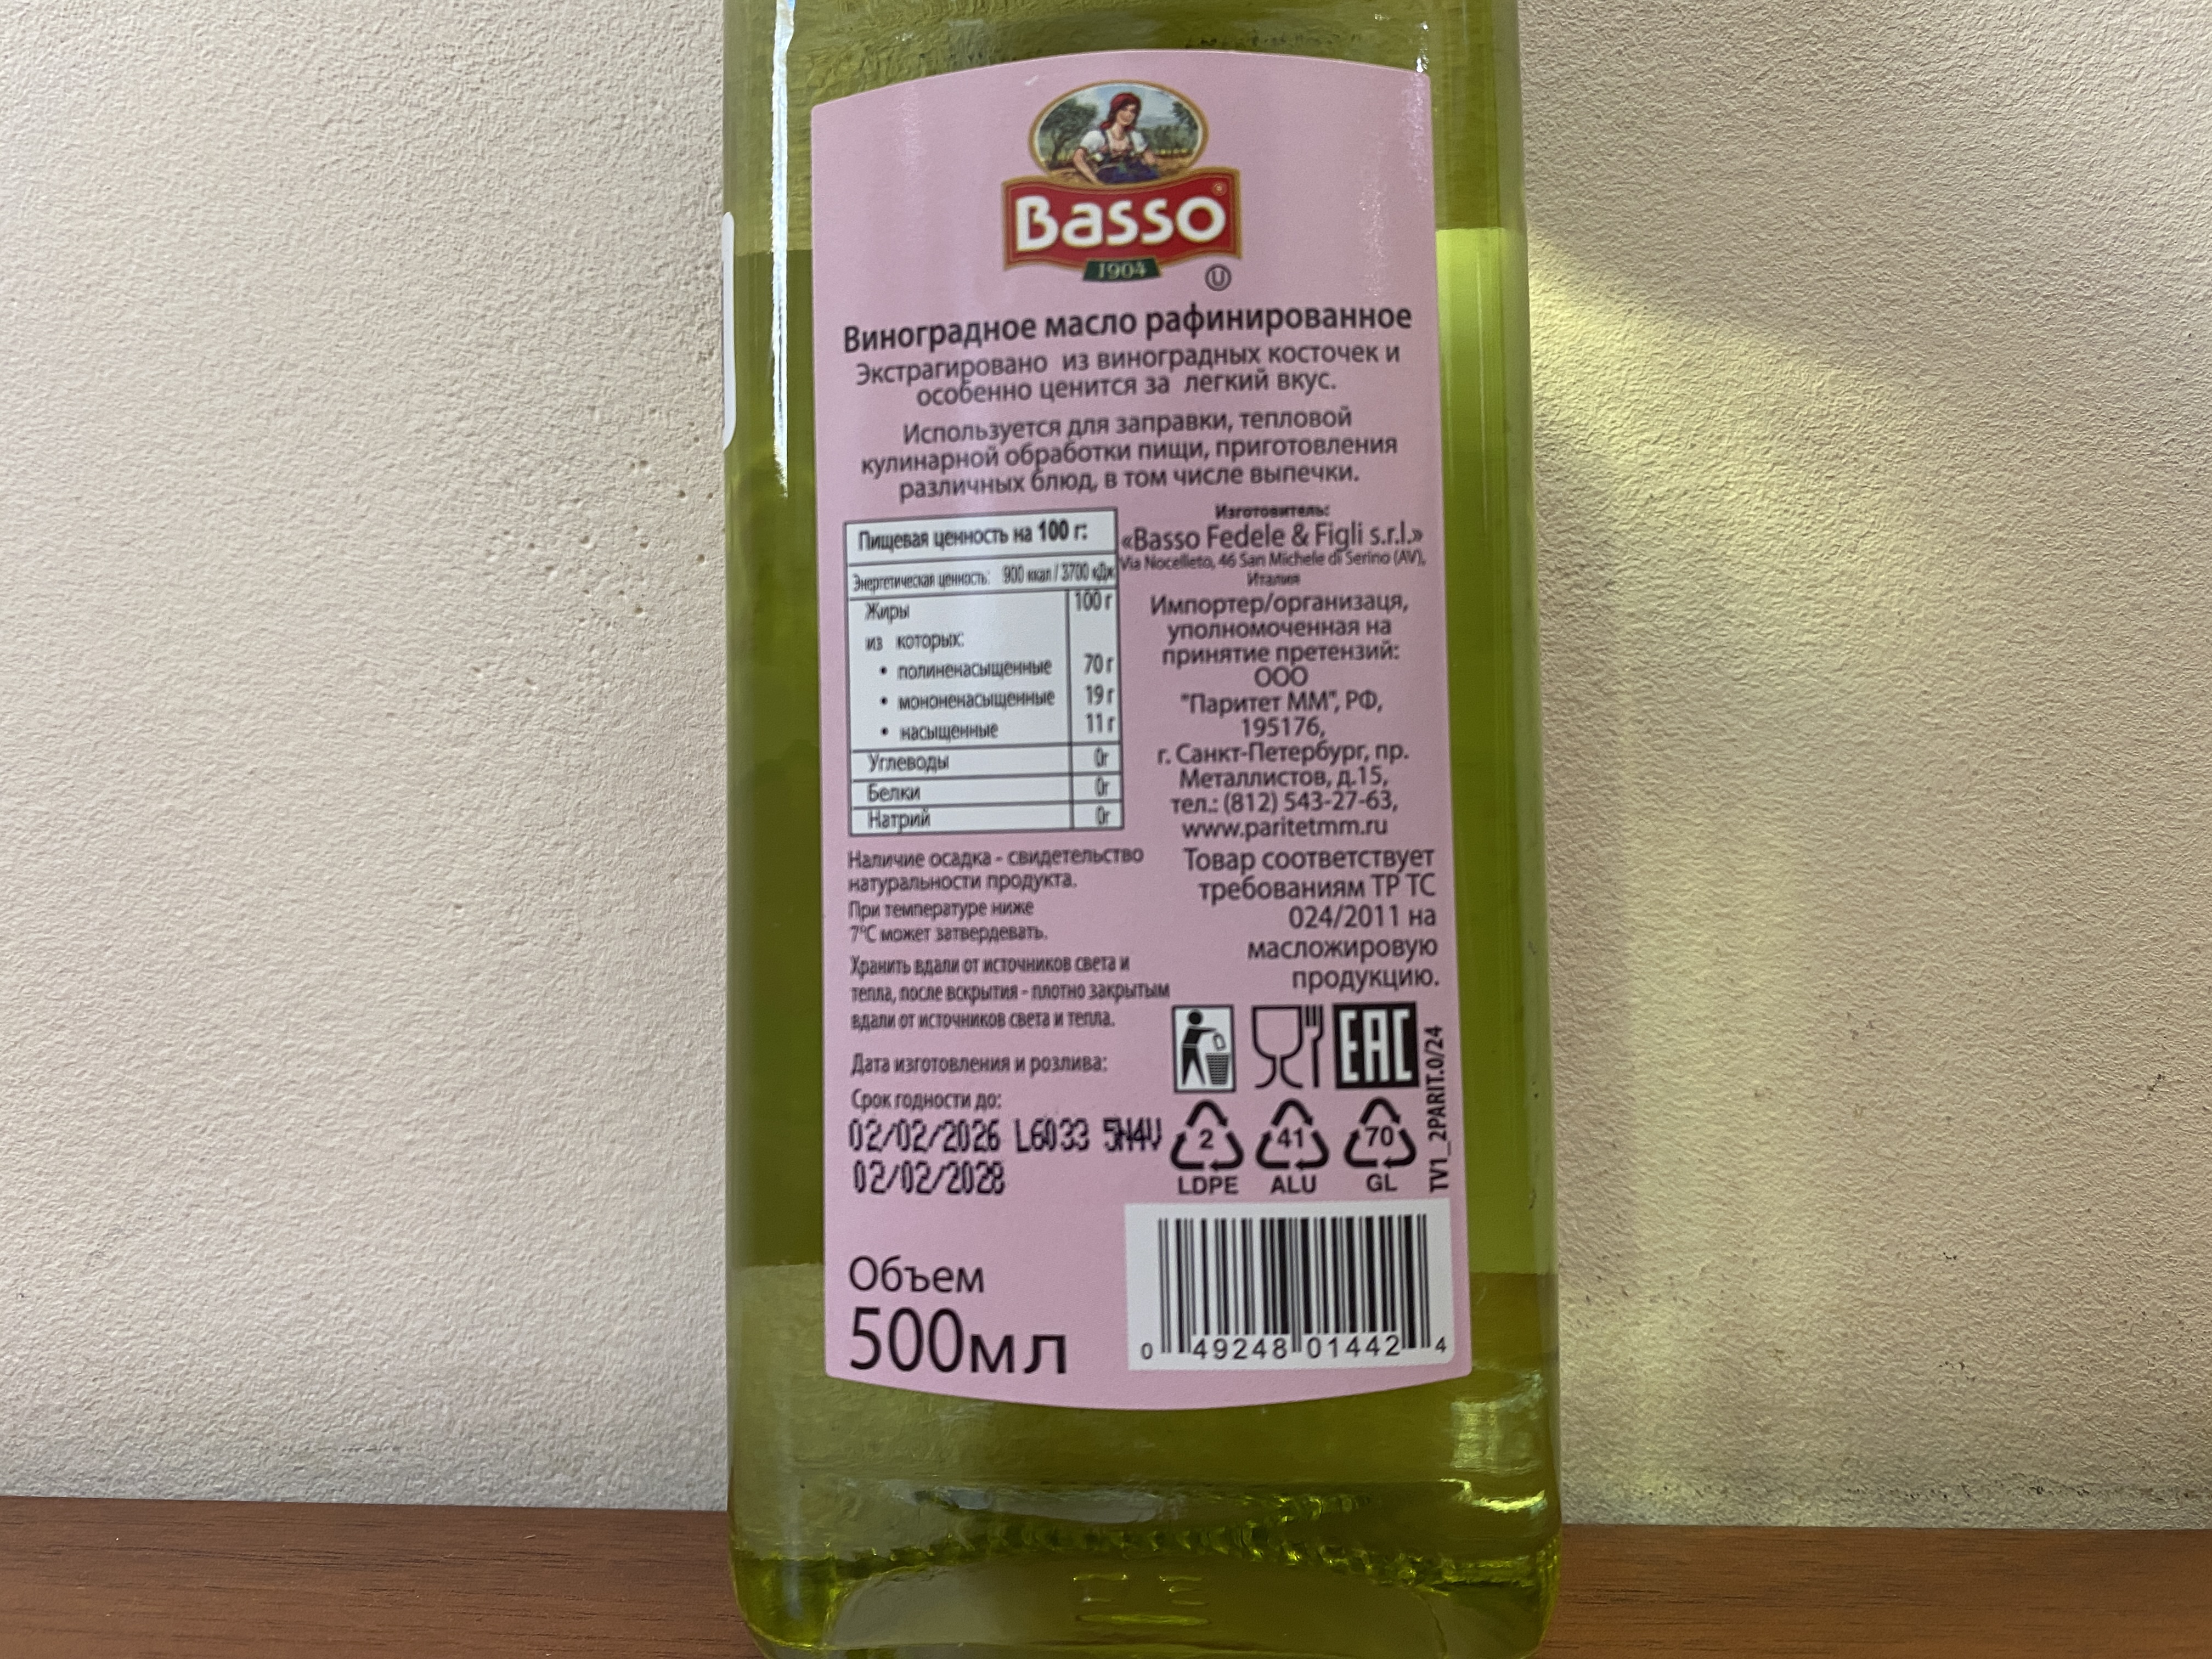 Basso
®
1904
U
Виноградное масло рафинированное
Экстрагировано из виноградных косточек и
особенно ценится за легкий вкус.
Используется для заправки, тепловой
кулинарной обработки пищи, приготовления
различных блюд, в том числе выпечки.
Пищевая ценность на 100 г:
Энергетическая ценность: 900 ккал / 3700 кДж
Жиры 100 г
из которых:
• полиненасыщенные 70 г
• мононенасыщенные 19 г
• насыщенные 11 г
Углеводы 0г
Белки 0г
Натрий 0г
Наличие осадка - свидетельство
натуральности продукта.
При температуре ниже
7°C может затвердевать.
Хранить вдали от источников света и
тепла, после вскрытия - плотно закрытым
вдали от источников света и тепла.
Дата изготовления и розлива:
Срок годности до:
02/02/2026 L6033 5H4V
02/02/2028
Объем
500мл
Изготовитель:
«Basso Fedele & Figli s.r.l.»
Via Nocelleto, 46 San Michele di Serino (AV),
Италия
Импортер/организаця,
уполномоченная на
принятие претензий:
ООО
"Паритет ММ", РФ,
195176,
г. Санкт-Петербург, пр.
Металлистов, д.15,
тел.: (812) 543-27-63,
www.paritetmm.ru
Товар соответствует
требованиям ТР ТС
024/2011 на
масложировую
продукцию.
EAC
2 41 70
LDPE ALU GL
TV1_2PARIT.0/24
0 49248 01442 4